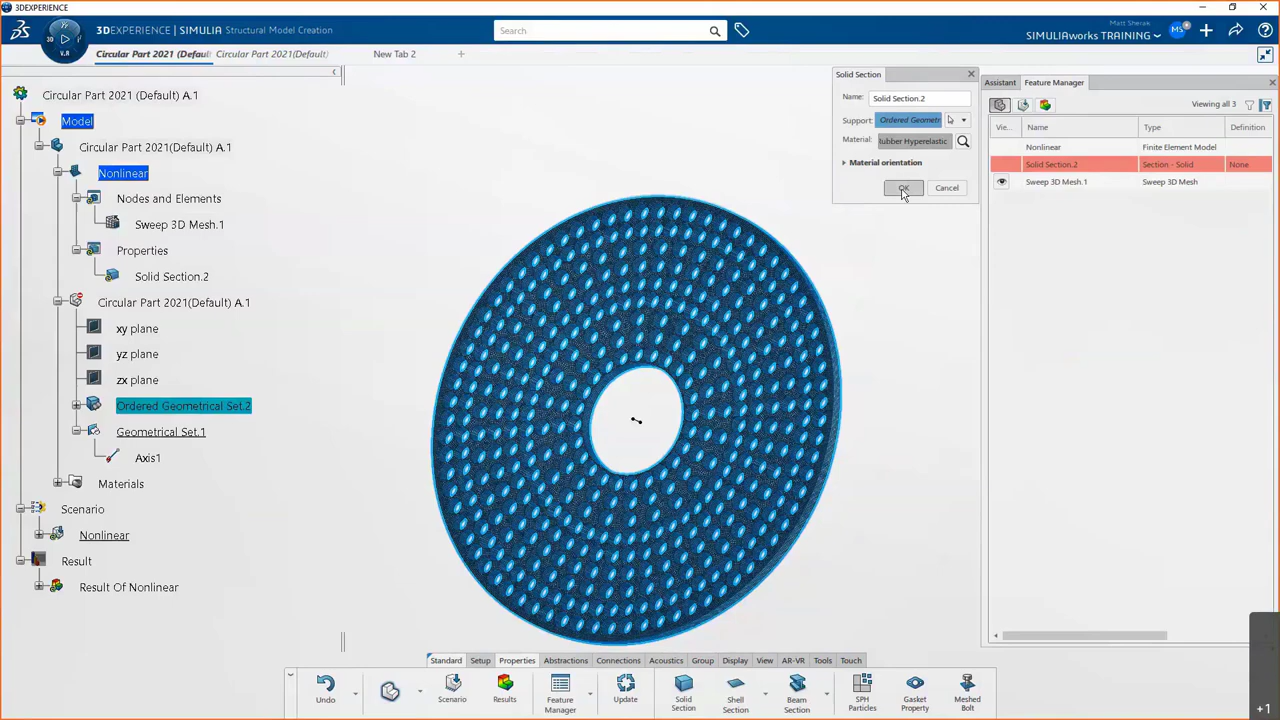 3DEXPERIENCE
3DEXPERIENCE | SIMULIA Structural Model Creation
Search
Matt Sherak
SIMULIAworks TRAINING
MS
3D
V.R
Circular Part 2021 (Defaul
Circular Part 2021(Default)
New Tab 2
Circular Part 2021 (Default) A.1
Model
Circular Part 2021(Default) A.1
Nonlinear
Nodes and Elements
Sweep 3D Mesh.1
Properties
Solid Section.2
Circular Part 2021(Default) A.1
xy plane
yz plane
zx plane
Ordered Geometrical Set.2
Geometrical Set.1
Axis1
Materials
Scenario
Nonlinear
Result
Result Of Nonlinear
Solid Section
Name: Solid Section.2
Support: Ordered Geometr
Material: tubber Hyperelastic
Material orientation
OK Cancel
Assistant Feature Manager
Viewing all 3
Vie... Name Type Definition
Nonlinear Finite Element Model
Solid Section.2 Section - Solid None
Sweep 3D Mesh.1 Sweep 3D Mesh
Standard Setup Properties Abstractions Connections Acoustics Group Display View AR-VR Tools Touch
Undo
Scenario
Results
Feature Manager
Update
Solid Section
Shell Section
Beam Section
SPH Particles
Gasket Property
Meshed Bolt
+1